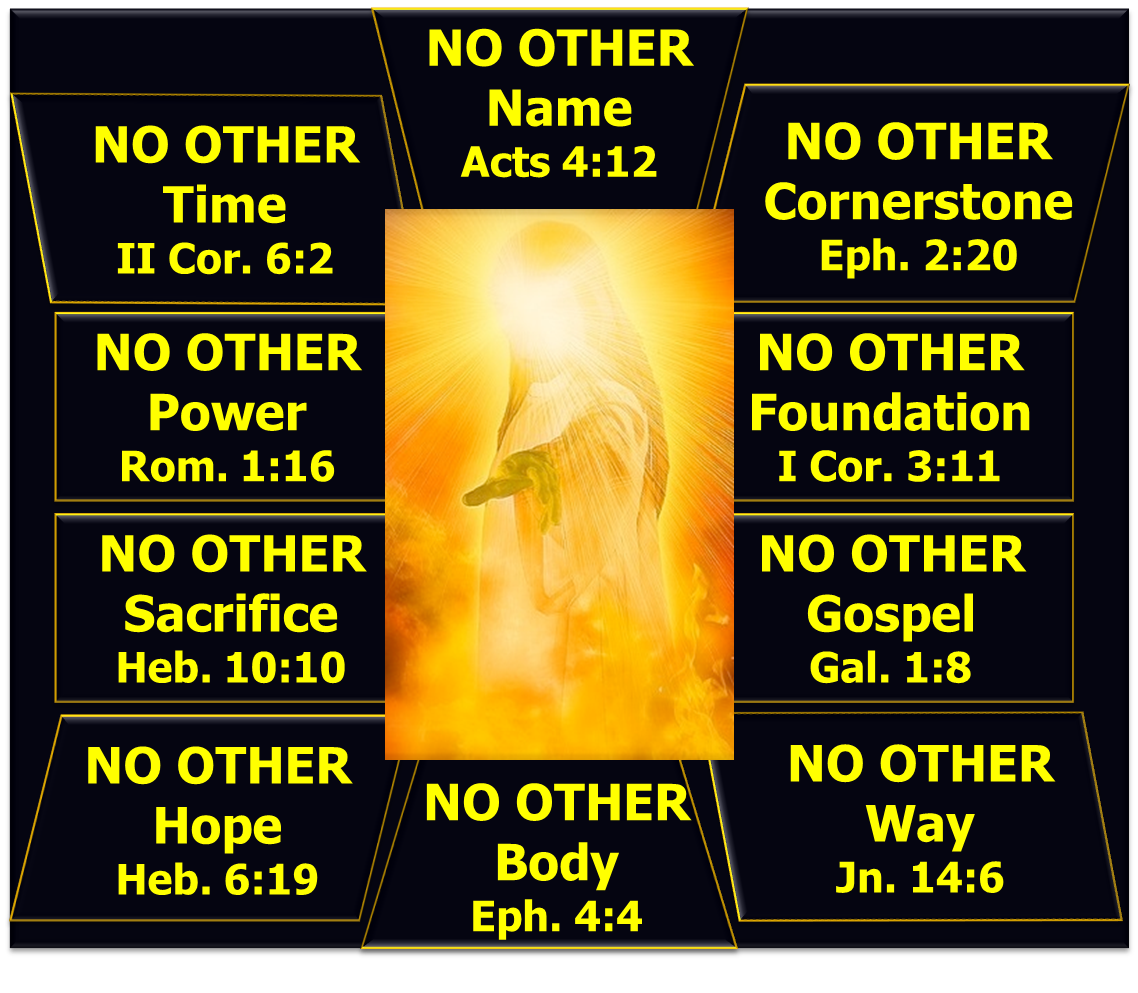 NO OTHER
Name
Acts 4:12
NO OTHER
Time
II Cor. 6:2
NO OTHER
Cornerstone
Eph. 2:20
NO OTHER
Power
Rom. 1:16
NO OTHER
Foundation
I Cor. 3:11
NO OTHER
Sacrifice
Heb. 10:10
NO OTHER
Gospel
Gal. 1:8
NO OTHER
Hope
Heb. 6:19
NO OTHER
Body
Eph. 4:4
NO OTHER
Way
Jn. 14:6